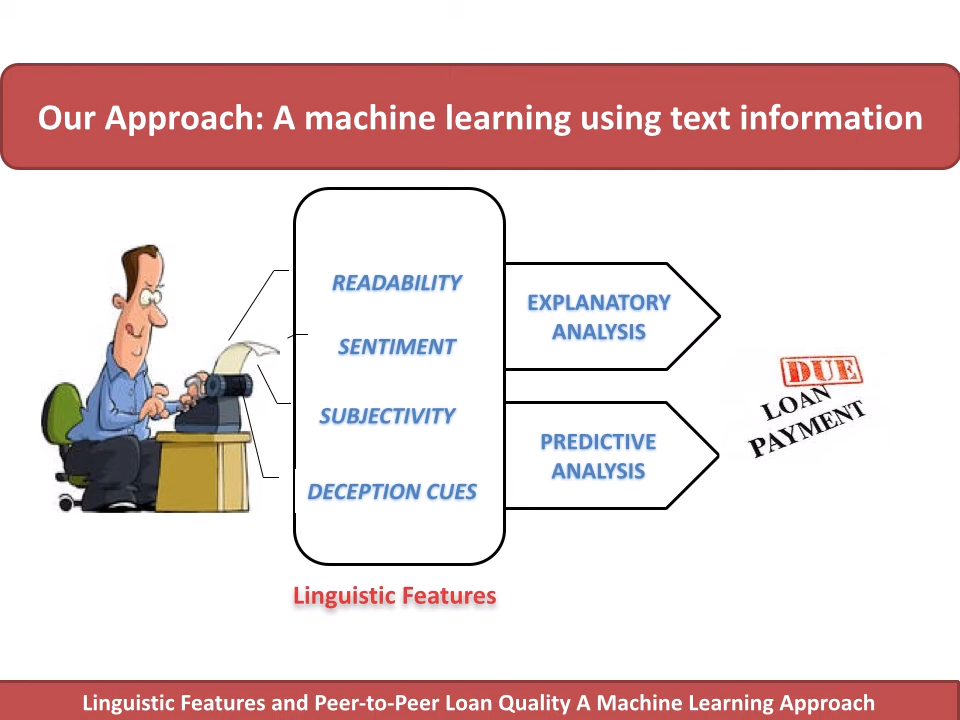 Our Approach: A machine learning using text information
READABILITY
SENTIMENT
SUBJECTIVITY
DECEPTION CUES
Linguistic Features
EXPLANATORY
ANALYSIS
PREDICTIVE
ANALYSIS
DUE
LOAN
PAYMENT
Linguistic Features and Peer-to-Peer Loan Quality A Machine Learning Approach